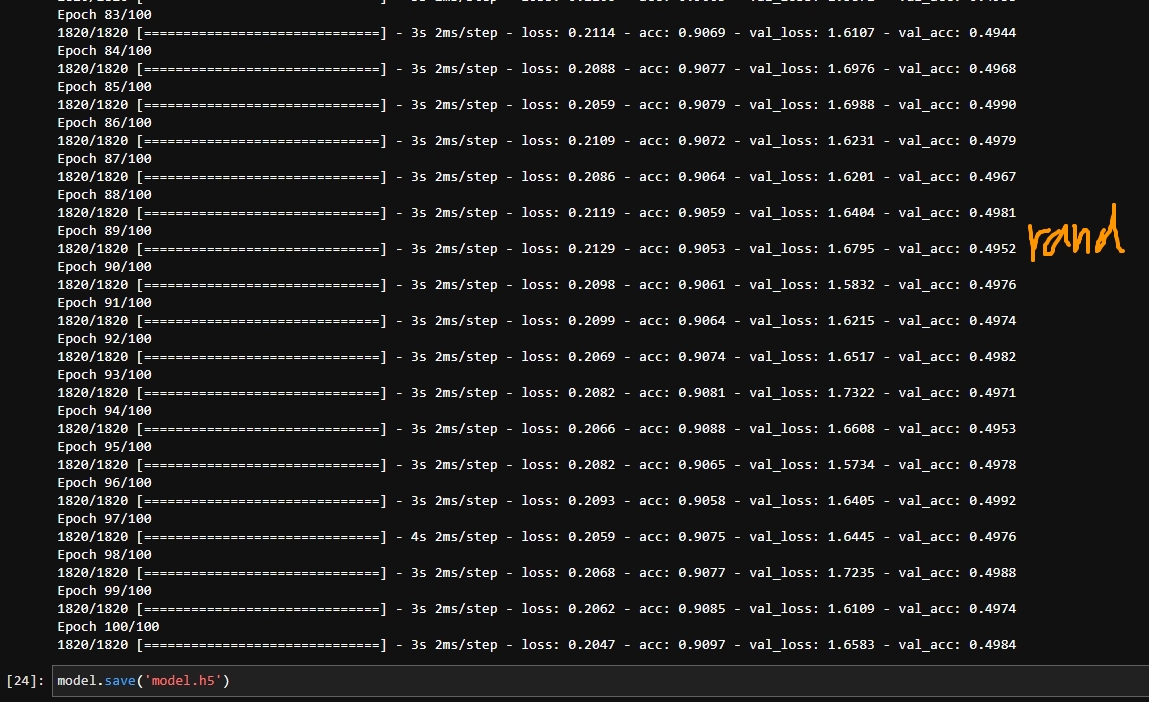 Epoch 83/100
1820/1820 [==============================] - 3s 2ms/step - loss: 0.2114 - acc: 0.9069 - val_loss: 1.6107 - val_acc: 0.4944
Epoch 84/100
1820/1820 [==============================] - 3s 2ms/step - loss: 0.2088 - acc: 0.9077 - val_loss: 1.6976 - val_acc: 0.4968
Epoch 85/100
1820/1820 [==============================] - 3s 2ms/step - loss: 0.2059 - acc: 0.9079 - val_loss: 1.6988 - val_acc: 0.4990
Epoch 86/100
1820/1820 [==============================] - 3s 2ms/step - loss: 0.2109 - acc: 0.9072 - val_loss: 1.6231 - val_acc: 0.4979
Epoch 87/100
1820/1820 [==============================] - 3s 2ms/step - loss: 0.2086 - acc: 0.9064 - val_loss: 1.6201 - val_acc: 0.4967
Epoch 88/100
1820/1820 [==============================] - 3s 2ms/step - loss: 0.2119 - acc: 0.9059 - val_loss: 1.6404 - val_acc: 0.4981
Epoch 89/100
1820/1820 [==============================] - 3s 2ms/step - loss: 0.2129 - acc: 0.9053 - val_loss: 1.6795 - val_acc: 0.4952
rand
Epoch 90/100
1820/1820 [==============================] - 3s 2ms/step - loss: 0.2098 - acc: 0.9061 - val_loss: 1.5832 - val_acc: 0.4976
Epoch 91/100
1820/1820 [==============================] - 3s 2ms/step - loss: 0.2099 - acc: 0.9064 - val_loss: 1.6215 - val_acc: 0.4974
Epoch 92/100
1820/1820 [==============================] - 3s 2ms/step - loss: 0.2069 - acc: 0.9074 - val_loss: 1.6517 - val_acc: 0.4982
Epoch 93/100
1820/1820 [==============================] - 3s 2ms/step - loss: 0.2082 - acc: 0.9081 - val_loss: 1.7322 - val_acc: 0.4971
Epoch 94/100
1820/1820 [==============================] - 3s 2ms/step - loss: 0.2066 - acc: 0.9088 - val_loss: 1.6608 - val_acc: 0.4953
Epoch 95/100
1820/1820 [==============================] - 3s 2ms/step - loss: 0.2082 - acc: 0.9065 - val_loss: 1.5734 - val_acc: 0.4978
Epoch 96/100
1820/1820 [==============================] - 3s 2ms/step - loss: 0.2093 - acc: 0.9058 - val_loss: 1.6405 - val_acc: 0.4992
Epoch 97/100
1820/1820 [==============================] - 4s 2ms/step - loss: 0.2059 - acc: 0.9075 - val_loss: 1.6445 - val_acc: 0.4976
Epoch 98/100
1820/1820 [==============================] - 3s 2ms/step - loss: 0.2068 - acc: 0.9077 - val_loss: 1.7235 - val_acc: 0.4988
Epoch 99/100
1820/1820 [==============================] - 3s 2ms/step - loss: 0.2062 - acc: 0.9085 - val_loss: 1.6109 - val_acc: 0.4974
Epoch 100/100
1820/1820 [==============================] - 3s 2ms/step - loss: 0.2047 - acc: 0.9097 - val_loss: 1.6583 - val_acc: 0.4984
[24]: model.save('model.h5')